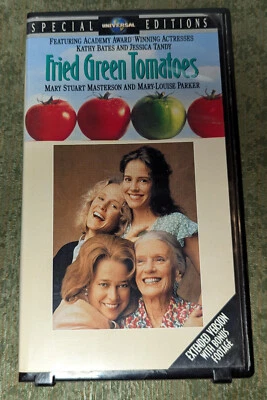 SPECIAL UNIVERSAL EDITIONS
FEATURING ACADEMY AWARD WINNING ACTRESSES
KATHY BATES AND JESSICA TANDY
Fried Green Tomatoes
MARY STUART MASTERSON AND MARY-LOUISE PARKER
EXTENDED VERSION
WITH BONUS
FOOTAGE